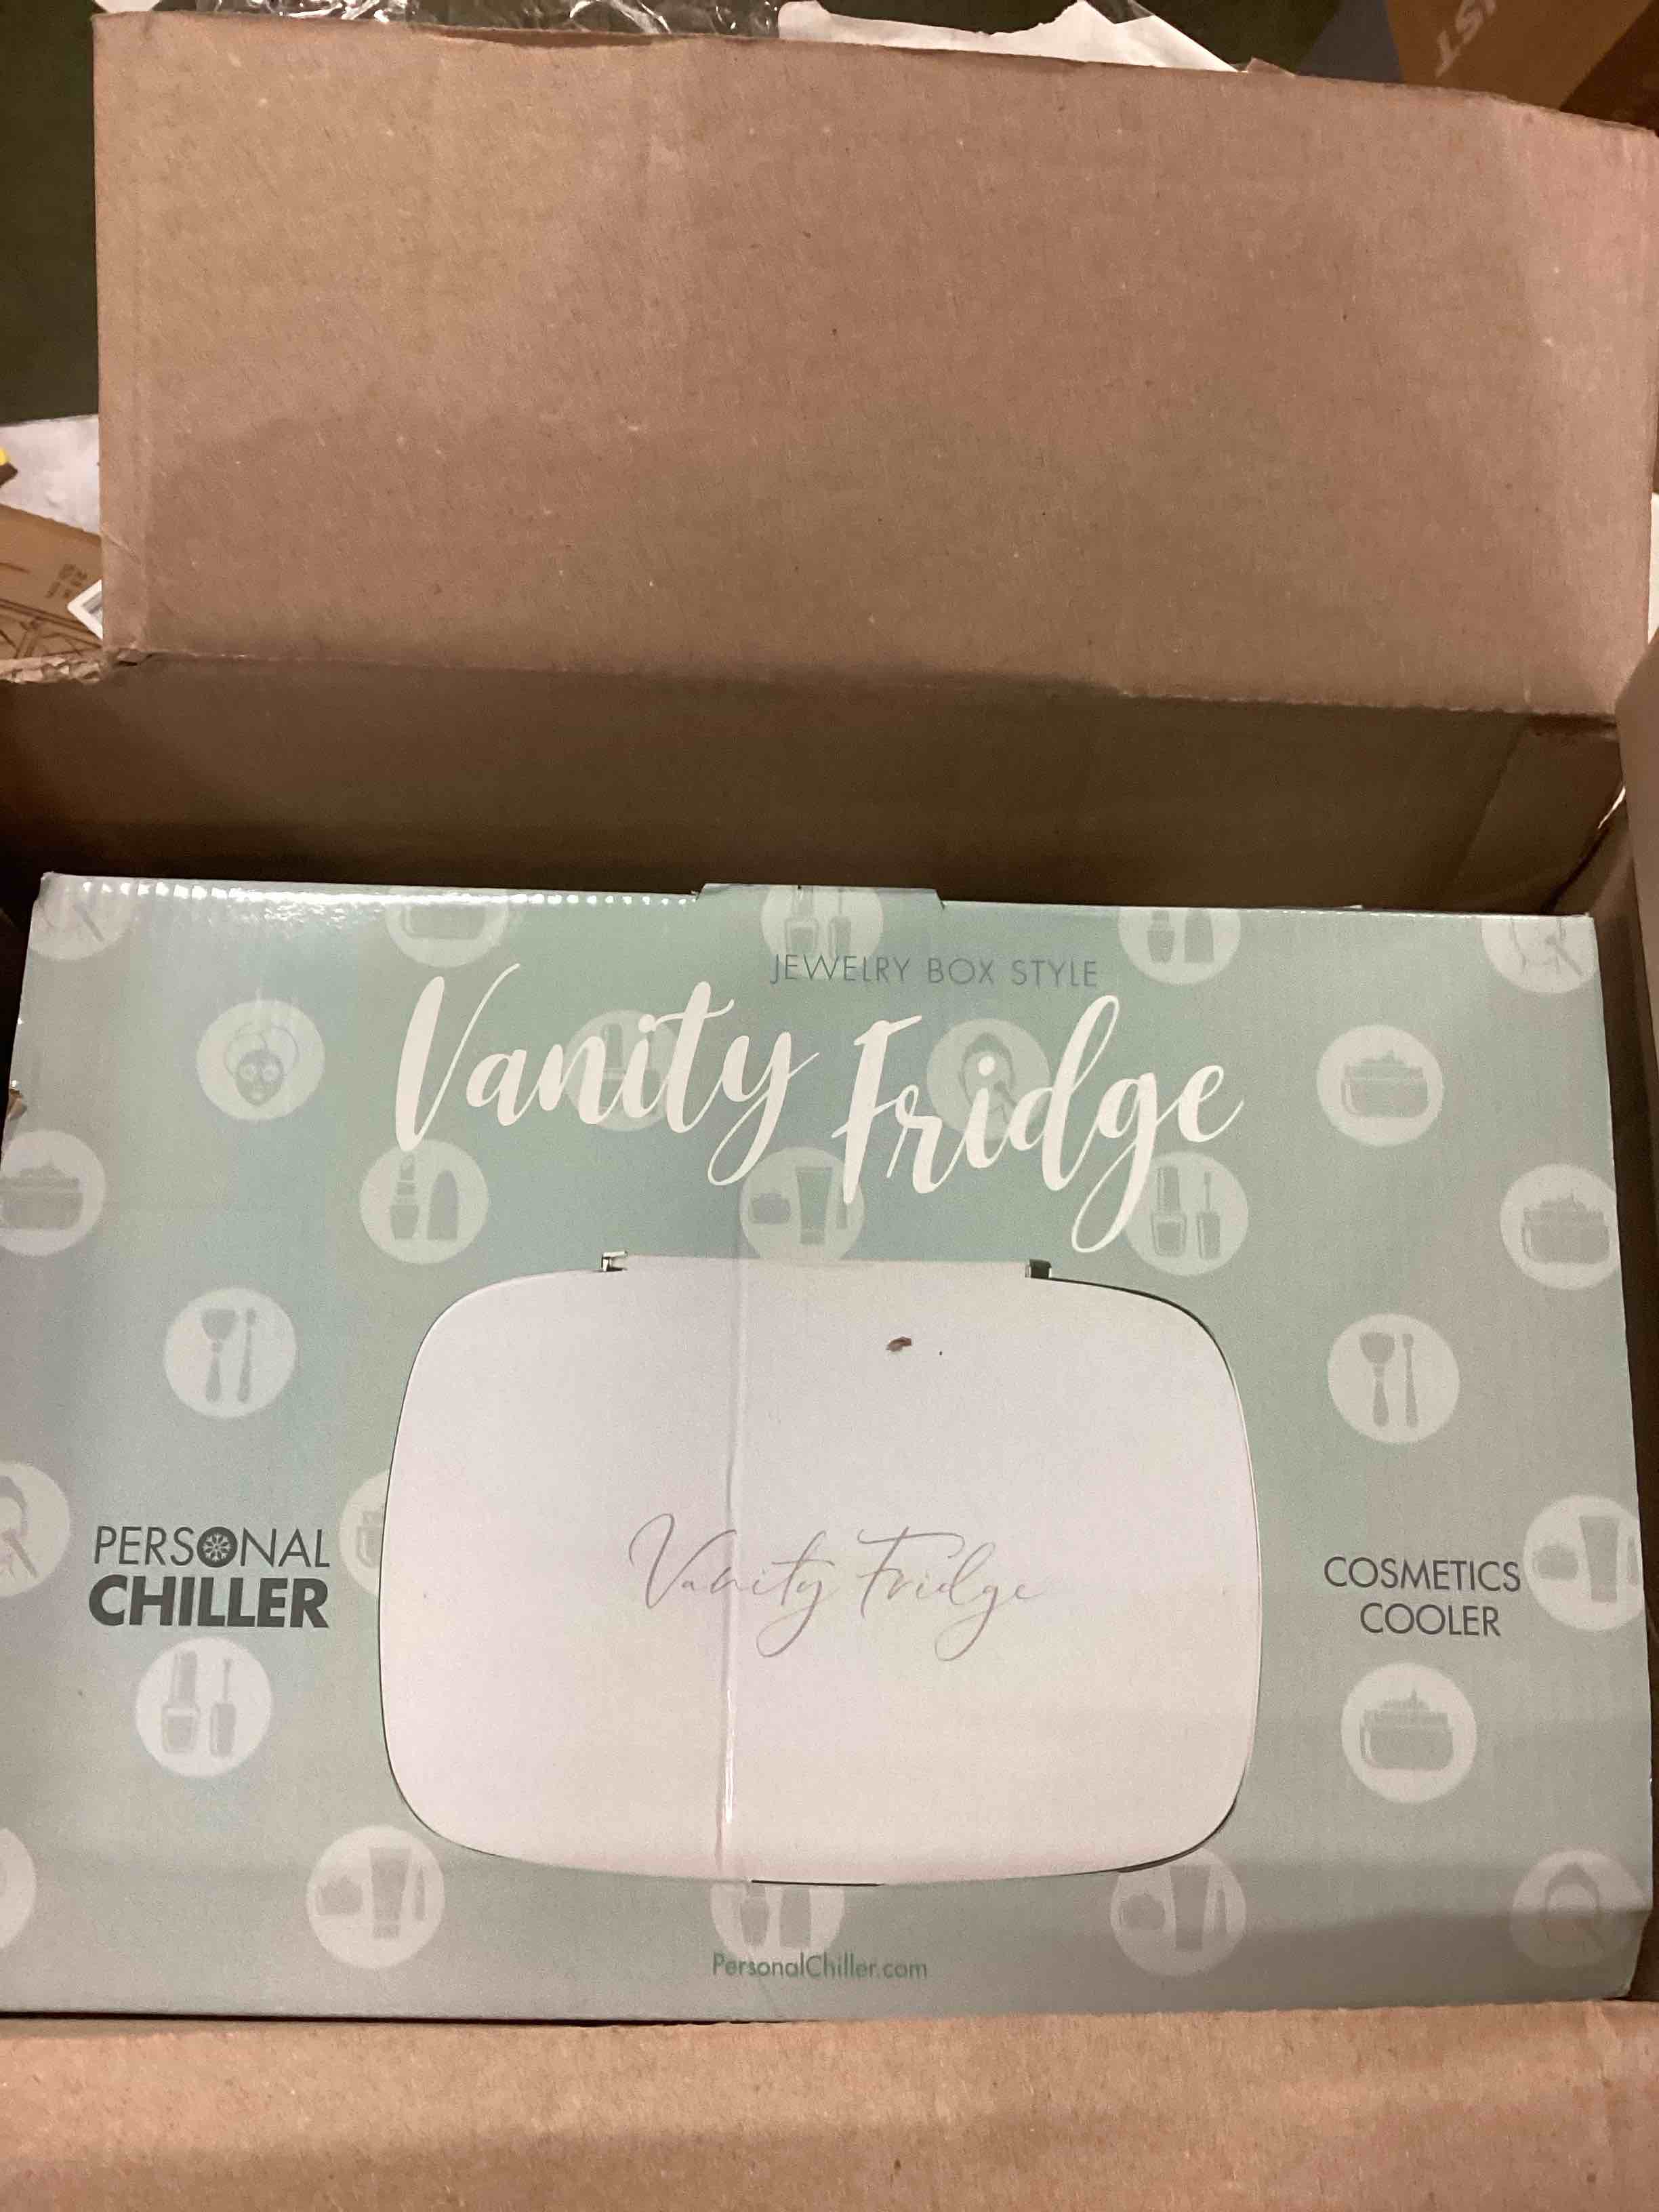 JEWELRY BOX STYLE
Vanity Fridge
Vanity Fridge
PERSONAL
CHILLER
COSMETICS
COOLER
PersonalChiller.com